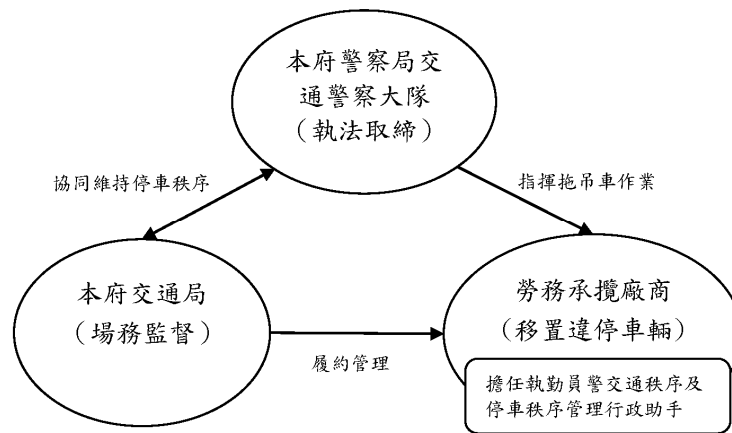 本府警察局交
通警察大隊
（執法取締）
協同維持停車秩序
指揮拖吊車作業
本府交通局
（場務監督）
勞務承攬廠商
（移置違停車輛）
履約管理
擔任執勤員警交通秩序及
停車秩序管理行政助手